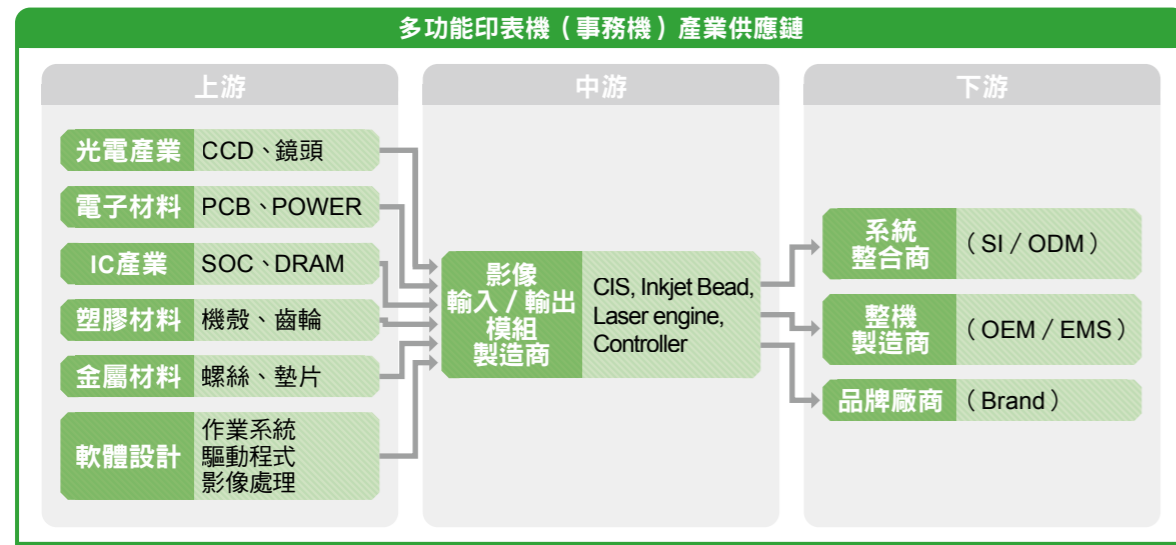 多功能印表機（事務機）產業供應鏈
上游
光電產業 CCD、鏡頭
電子材料 PCB、POWER
IC產業 SOC、DRAM
塑膠材料 機殼、齒輪
金屬材料 螺絲、墊片
軟體設計
作業系統
驅動程式
影像處理
中游
影像
輸入／輸出
模組
製造商
CIS, Inkjet Bead,
Laser engine,
Controller
下游
系統
整合商
（SI／ODM）
整機
製造商
（OEM／EMS）
品牌廠商 （Brand）